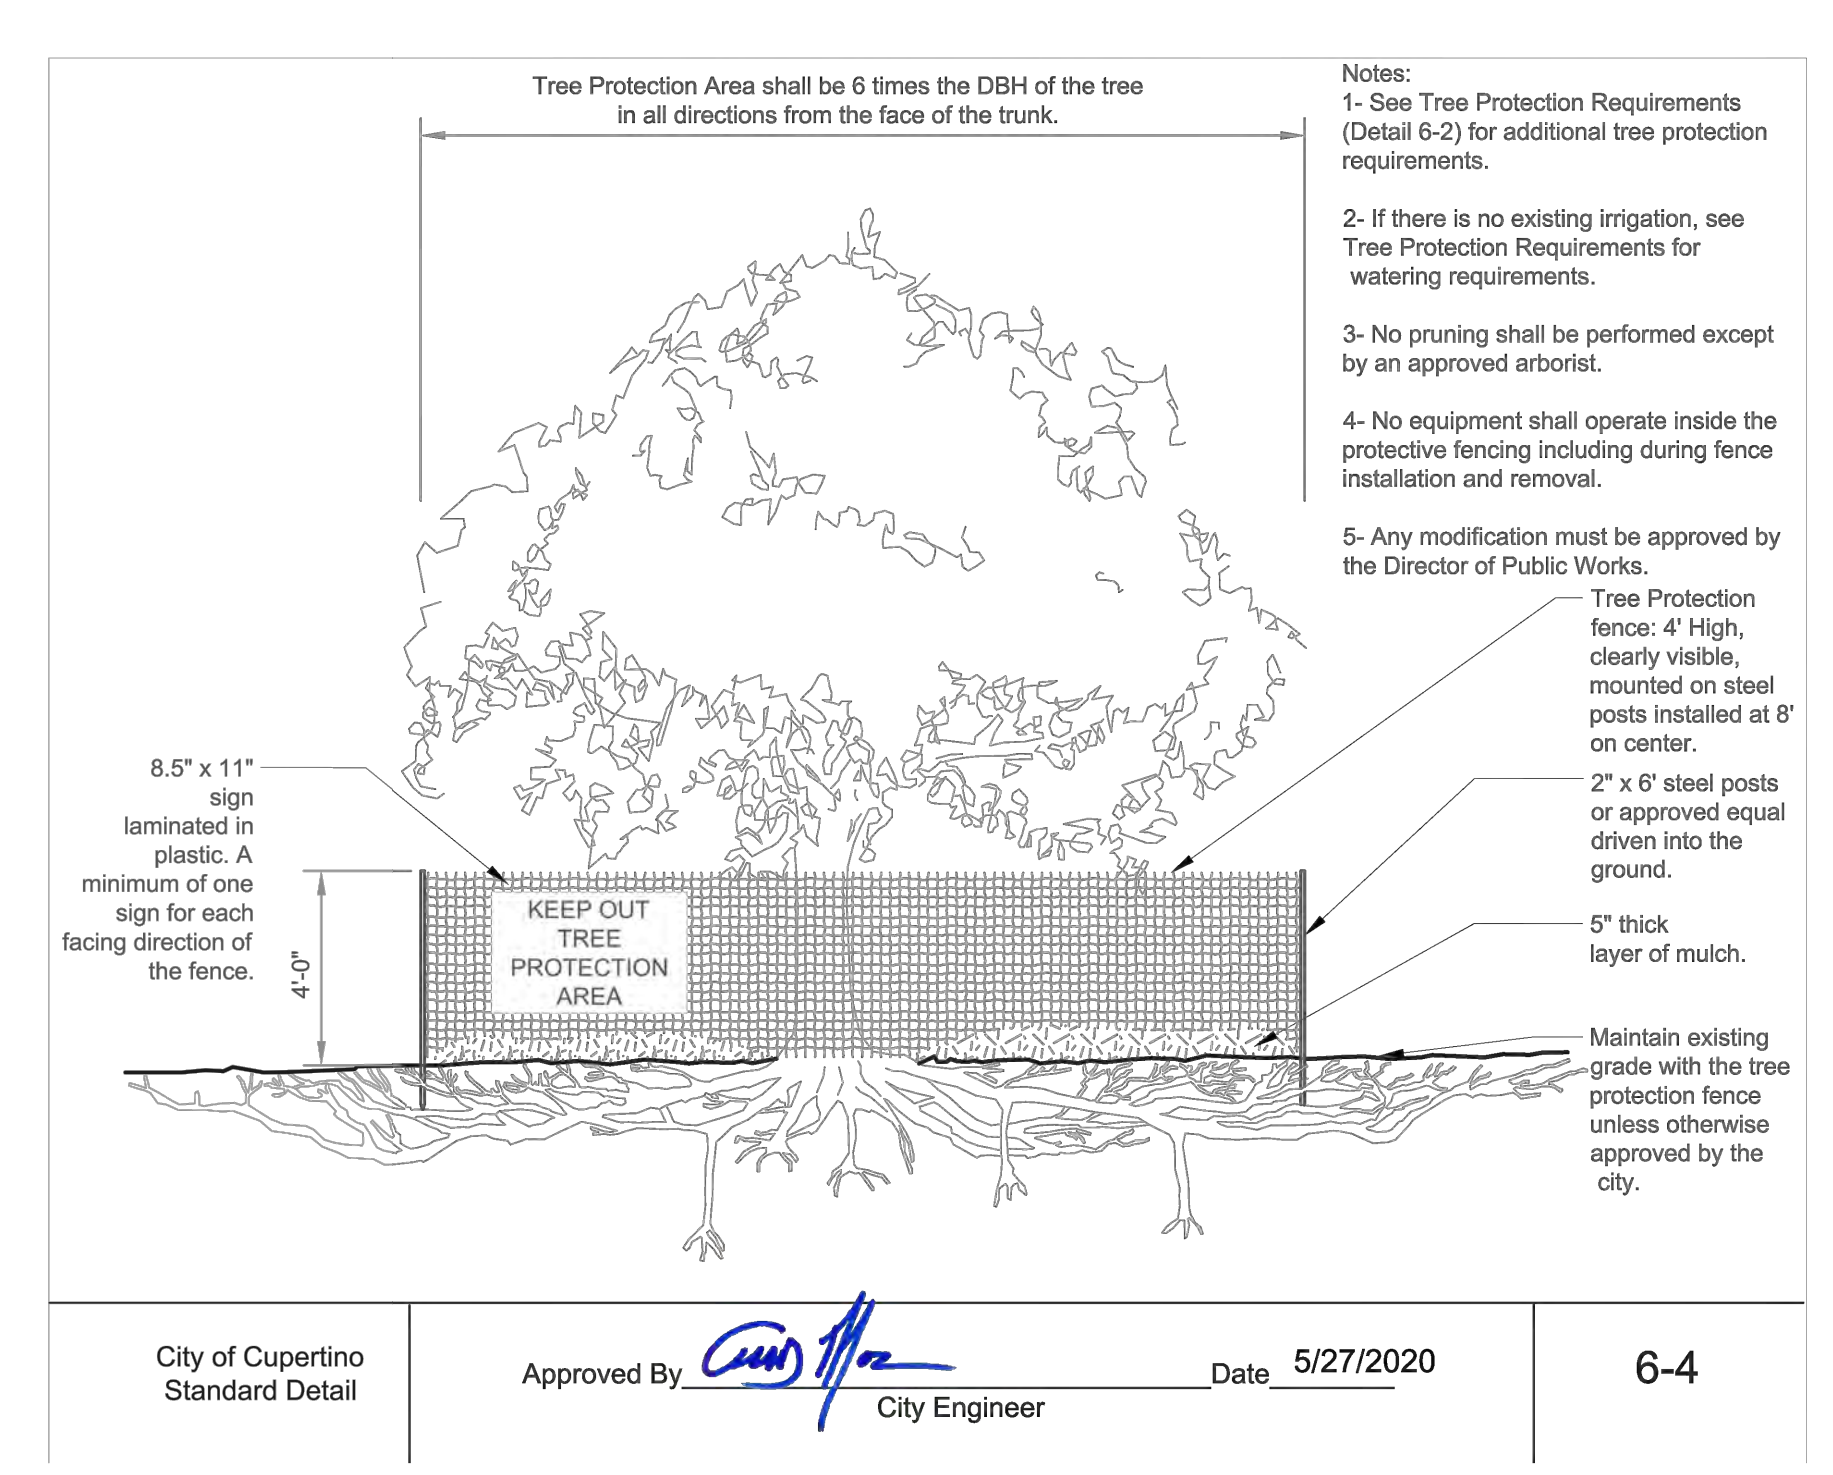 Tree Protection Area shall be 6 times the DBH of the tree
in all directions from the face of the trunk.
Notes:
1- See Tree Protection Requirements
(Detail 6-2) for additional tree protection
requirements.
2- If there is no existing irrigation, see
Tree Protection Requirements for
watering requirements.
3- No pruning shall be performed except
by an approved arborist.
4- No equipment shall operate inside the
protective fencing including during fence
installation and removal.
5- Any modification must be approved by
the Director of Public Works.
Tree Protection
fence: 4' High,
clearly visible,
mounted on steel
posts installed at 8'
on center.
2" x 6' steel posts
or approved equal
driven into the
ground.
5" thick
layer of mulch.
Maintain existing
grade with the tree
protection fence
unless otherwise
approved by the
city.
8.5" x 11"
sign
laminated in
plastic. A
minimum of one
sign for each
facing direction of
the fence.
4'-0"
KEEP OUT
TREE
PROTECTION
AREA
City of Cupertino
Standard Detail
Approved By
City Engineer
Date 5/27/2020
6-4